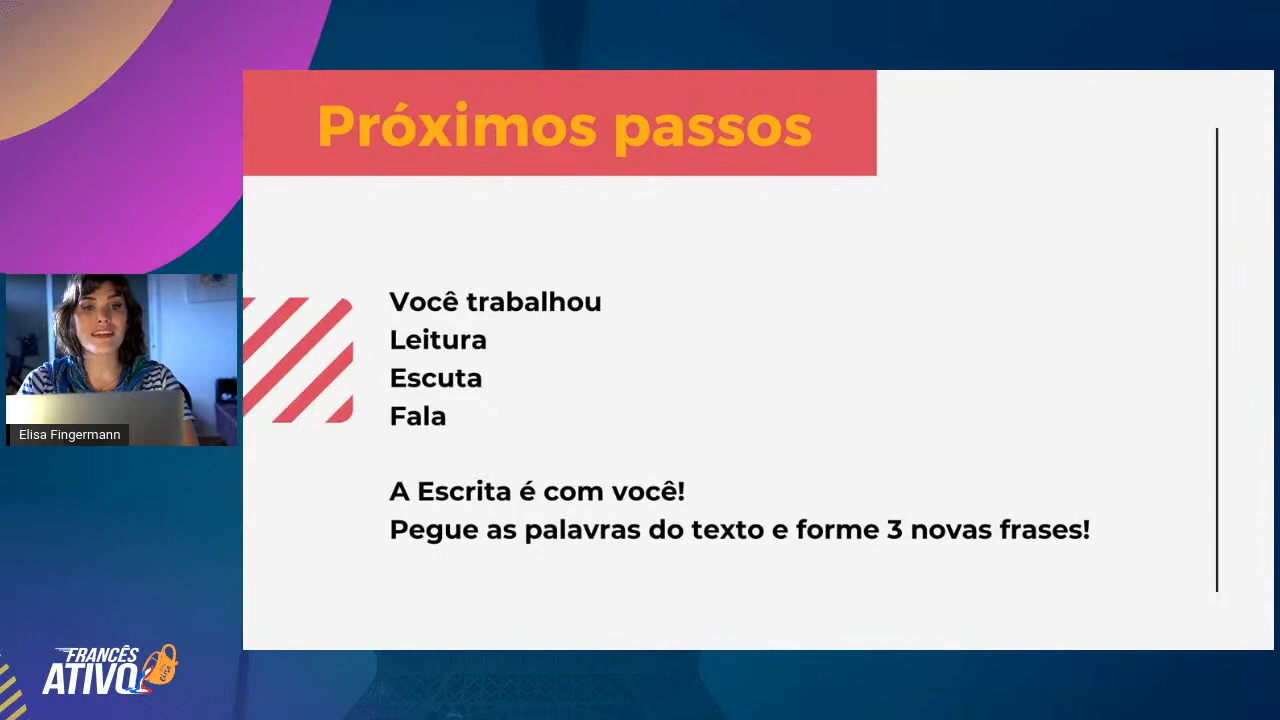 Próximos passos
Você trabalhou
Leitura
Escuta
Fala
A Escrita é com você!
Pegue as palavras do texto e forme 3 novas frases!
Elisa Fingermann
FRANCÊS
ATIVO
elisa